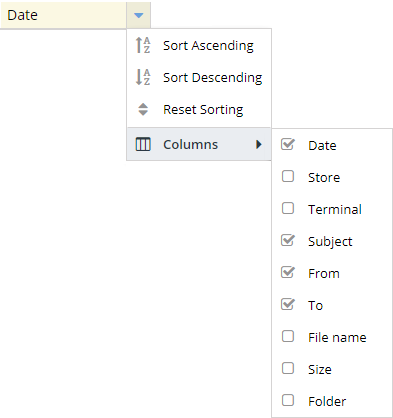 Date
Sort Ascending
Sort Descending
Reset Sorting
Columns
Date
Store
Terminal
Subject
From
To
File name
Size
Folder